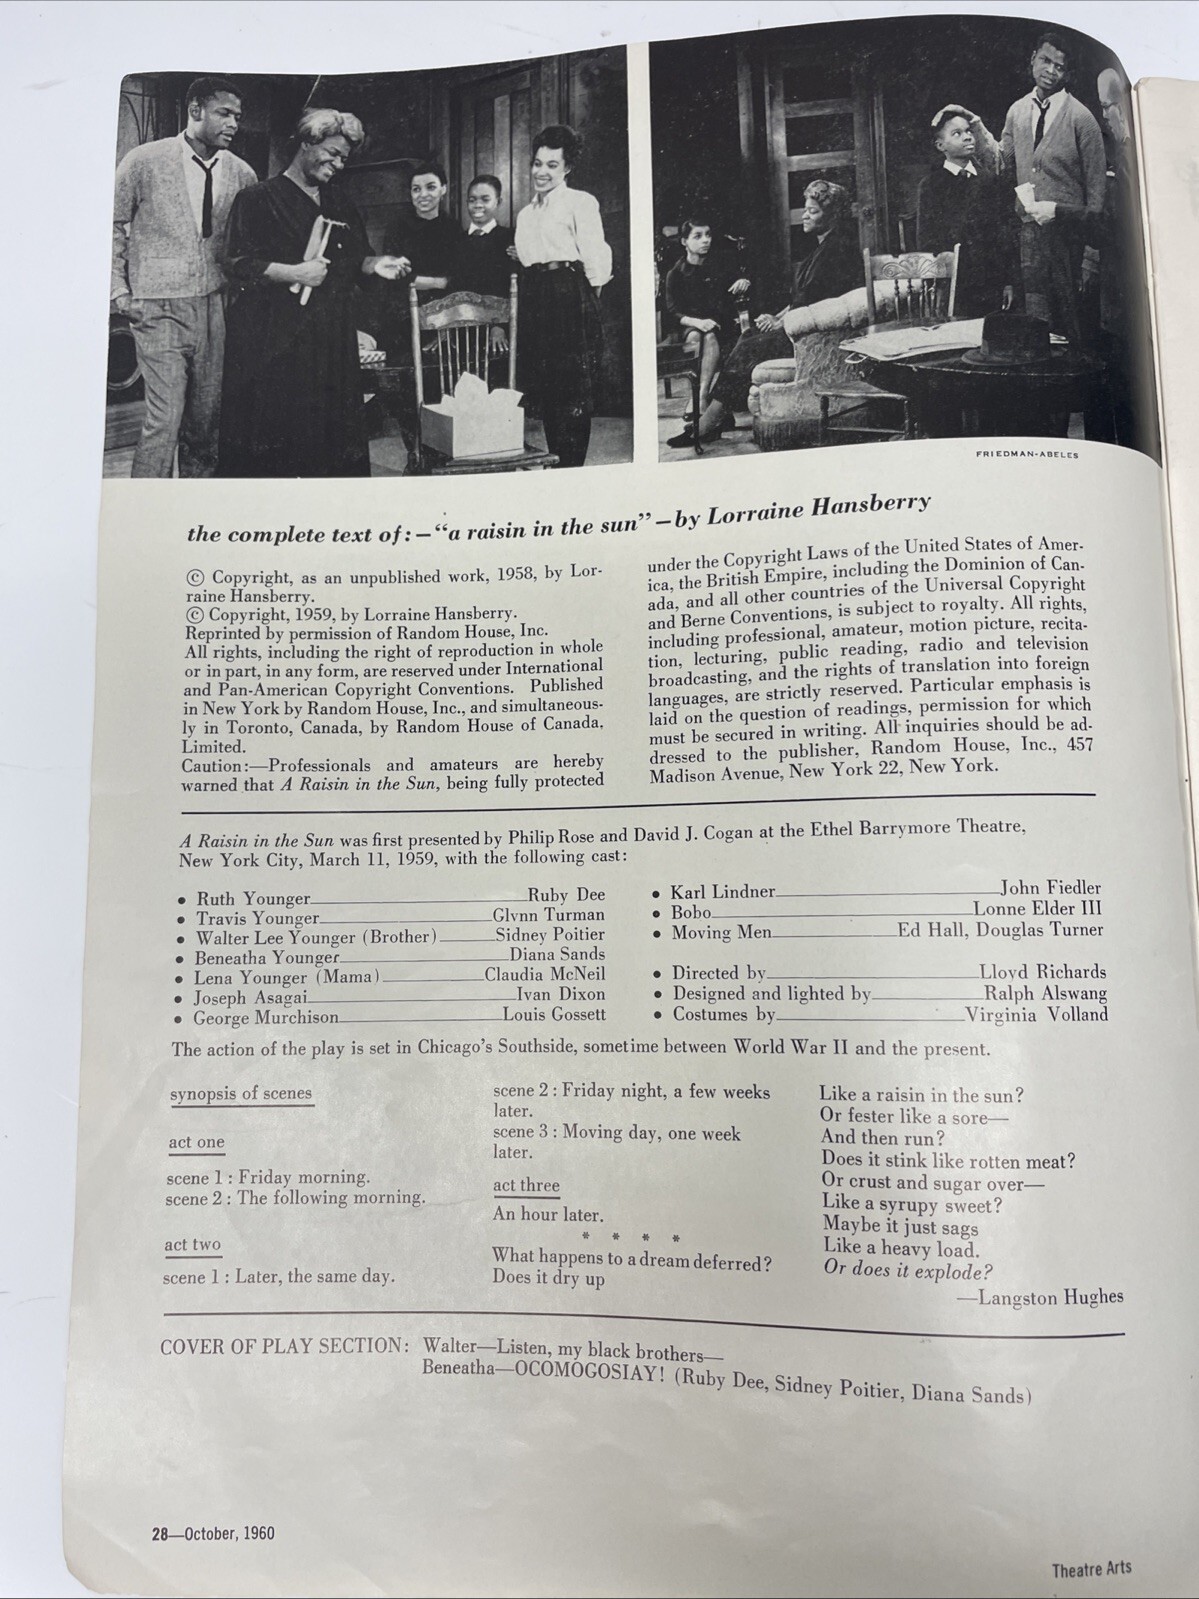 FRIEDMAN-ABELES
the complete text of:—“a raisin in the sun”—by Lorraine Hansberry
© Copyright, as an unpublished work, 1958, by Lor-
raine Hansberry.
© Copyright, 1959, by Lorraine Hansberry.
Reprinted by permission of Random House, Inc.
All rights, including the right of reproduction in whole
or in part, in any form, are reserved under International
and Pan-American Copyright Conventions. Published
in New York by Random House, Inc., and simultaneous-
ly in Toronto, Canada, by Random House of Canada,
Limited.
Caution:—Professionals and amateurs are hereby
warned that A Raisin in the Sun, being fully protected
under the Copyright Laws of the United States of Amer-
ica, the British Empire, including the Dominion of Can-
ada, and all other countries of the Universal Copyright
and Berne Conventions, is subject to royalty. All rights,
including professional, amateur, motion picture, recita-
tion, lecturing, public reading, radio and television
broadcasting, and the rights of translation into foreign
languages, are strictly reserved. Particular emphasis is
laid on the question of readings, permission for which
must be secured in writing. All inquiries should be ad-
dressed to the publisher, Random House, Inc., 457
Madison Avenue, New York 22, New York.
A Raisin in the Sun was first presented by Philip Rose and David J. Cogan at the Ethel Barrymore Theatre,
New York City, March 11, 1959, with the following cast:
• Ruth Younger Ruby Dee
• Travis Younger Glynn Turman
• Walter Lee Younger (Brother) Sidney Poitier
• Beneatha Younger Diana Sands
• Lena Younger (Mama) Claudia McNeil
• Joseph Asagai Ivan Dixon
• George Murchison Louis Gossett
• Karl Lindner John Fiedler
• Bobo Lonne Elder III
• Moving Men Ed Hall, Douglas Turner
• Directed by Lloyd Richards
• Designed and lighted by Ralph Alswang
• Costumes by Virginia Volland
The action of the play is set in Chicago’s Southside, sometime between World War II and the present.
synopsis of scenes
act one
scene 1 : Friday morning.
scene 2 : The following morning.
act two
scene 1 : Later, the same day.
scene 2 : Friday night, a few weeks
later.
scene 3 : Moving day, one week
later.
act three
An hour later.
* * * *
What happens to a dream deferred?
Does it dry up
Like a raisin in the sun?
Or fester like a sore—
And then run?
Does it stink like rotten meat?
Or crust and sugar over—
Like a syrupy sweet?
Maybe it just sags
Like a heavy load.
Or does it explode?
—Langston Hughes
COVER OF PLAY SECTION: Walter—Listen, my black brothers—
Beneatha—OCOMOGOSIAY! (Ruby Dee, Sidney Poitier, Diana Sands)
28—October, 1960
Theatre Arts